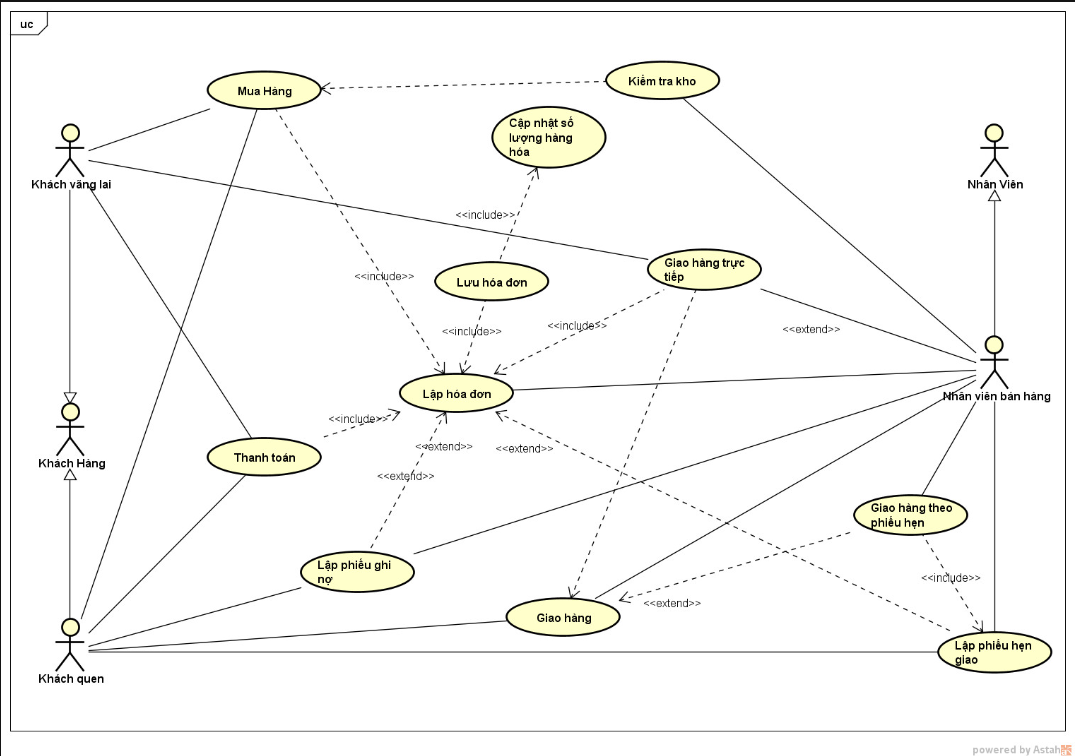 uc
Mua Hàng
Kiểm tra kho
Cập nhật số
lượng hàng
hóa
Khách vãng lai
Nhân Viên
<<include>>
Giao hàng trực
tiếp
<<include>>
Lưu hóa đơn
<<include>>
<<include>>
<<extend>>
Lập hóa đơn
Nhân viên bán hàng
<<include>>
<<extend>>
<<extend>>
Khách Hàng
Thanh toán
<<extend>>
Giao hàng theo
phiếu hẹn
Lập phiếu ghi
nợ
<<include>>
<<extend>>
Giao hàng
Lập phiếu hẹn
giao
Khách quen
powered by Astah